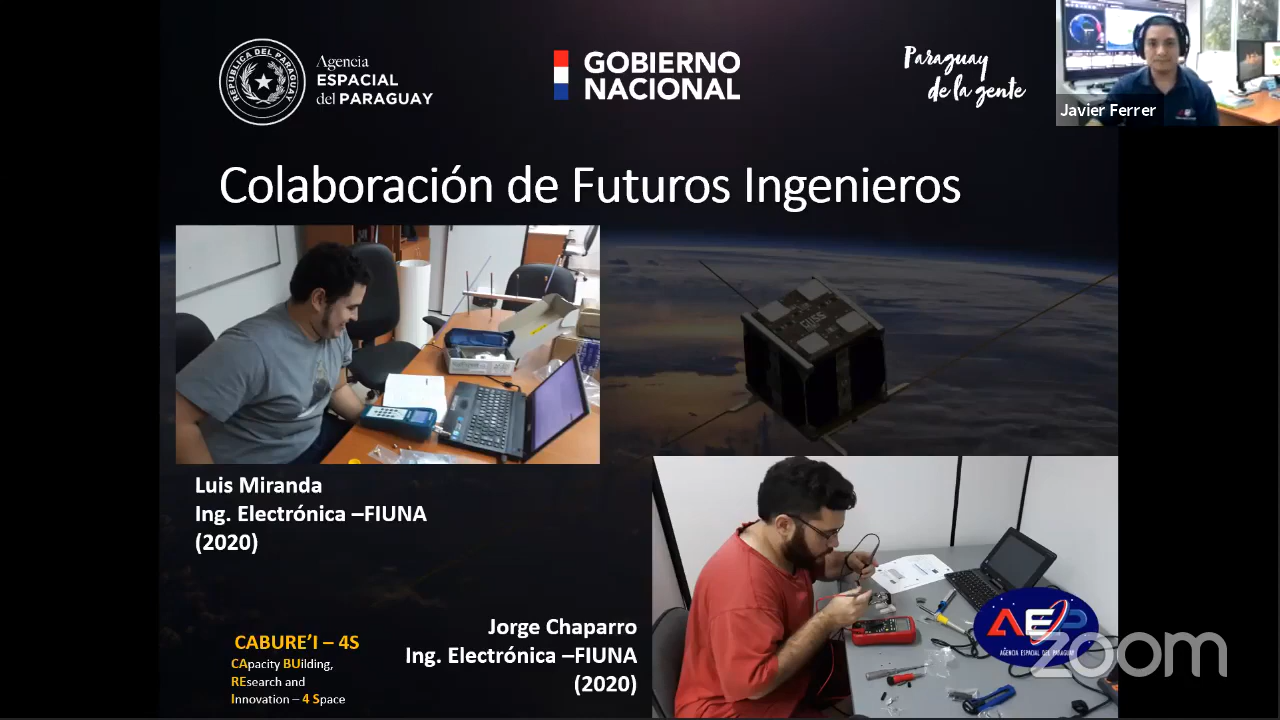 REPUBLICA DEL PARAGUAY
Agencia
ESPACIAL
del PARAGUAY
GOBIERNO
NACIONAL
Paraguay
de la gente
Javier Ferrer
Colaboración de Futuros Ingenieros
GUSS
Luis Miranda
Ing. Electrónica –FIUNA
(2020)
Jorge Chaparro
Ing. Electrónica –FIUNA
(2020)
CABURE’I – 4S
CApacity BUilding,
REsearch and
Innovation – 4 Space
AEP
AGENCIA ESPACIAL DEL PARAGUAY
zoom